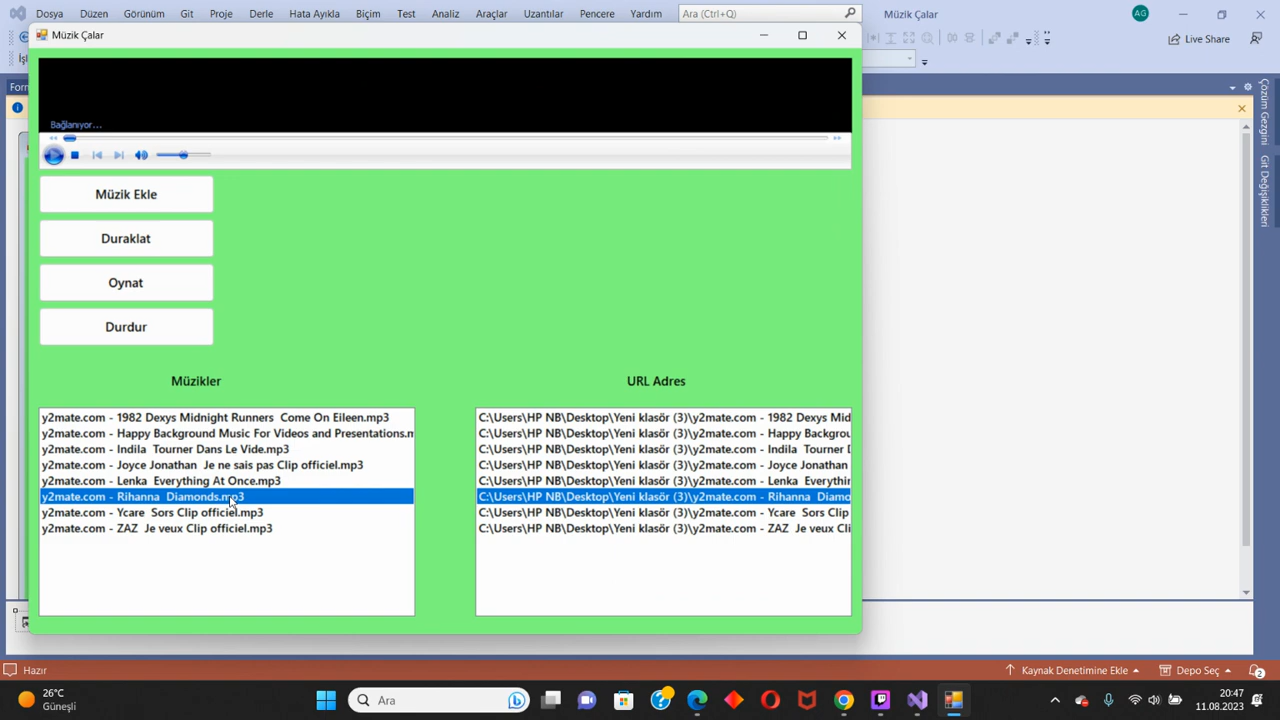 Dosya Düzen Görünüm Git Proje Derle Hata Ayıkla Biçim Test Analiz Araçlar Uzantılar Pencere Yardım Ara (Ctrl+Q) Müzik Çalar AG
Müzik Çalar
Live Share
Bağlanıyor...
Müzik Ekle
Duraklat
Oynat
Durdur
Müzikler
URL Adres
y2mate.com - 1982 Dexys Midnight Runners Come On Eileen.mp3
y2mate.com - Happy Background Music For Videos and Presentations.m
y2mate.com - Indila Tourner Dans Le Vide.mp3
y2mate.com - Joyce Jonathan Je ne sais pas Clip officiel.mp3
y2mate.com - Lenka Everything At Once.mp3
y2mate.com - Rihanna Diamonds.mp3
y2mate.com - Ycare Sors Clip officiel.mp3
y2mate.com - ZAZ Je veux Clip officiel.mp3
C:\Users\HP NB\Desktop\Yeni klasör (3)\y2mate.com - 1982 Dexys Mid
C:\Users\HP NB\Desktop\Yeni klasör (3)\y2mate.com - Happy Backgrou
C:\Users\HP NB\Desktop\Yeni klasör (3)\y2mate.com - Indila Tourner D
C:\Users\HP NB\Desktop\Yeni klasör (3)\y2mate.com - Joyce Jonathan
C:\Users\HP NB\Desktop\Yeni klasör (3)\y2mate.com - Lenka Everythin
C:\Users\HP NB\Desktop\Yeni klasör (3)\y2mate.com - Rihanna Diamo
C:\Users\HP NB\Desktop\Yeni klasör (3)\y2mate.com - Ycare Sors Clip
C:\Users\HP NB\Desktop\Yeni klasör (3)\y2mate.com - ZAZ Je veux Cli
Çözüm Gezgini
Git Değişiklikleri
Hazır
Kaynak Denetimine Ekle
Depo Seç
2
26°C
Güneşli
Ara
20:47
11.08.2023